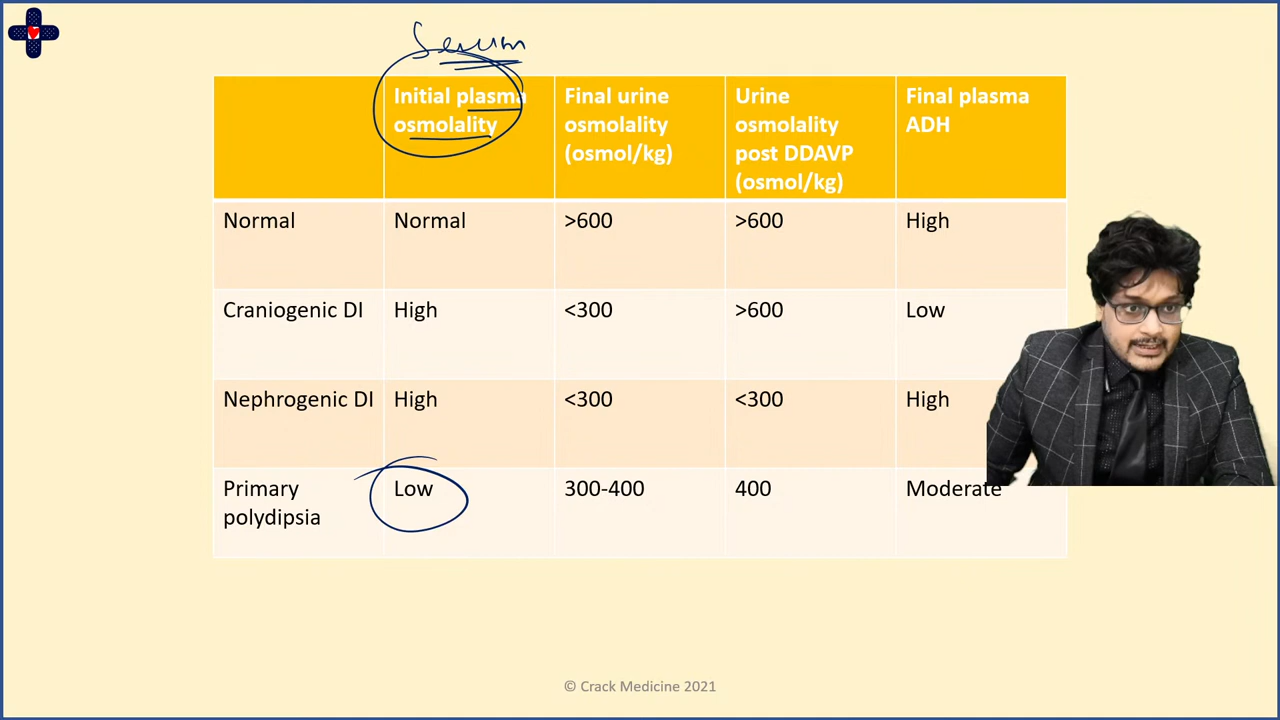 Serum
Initial plasma
osmolality
Final urine
osmolality
(osmol/kg)
Urine
osmolality
post DDAVP
(osmol/kg)
Final plasma
ADH
Normal
Normal
>600
>600
High
Craniogenic DI
High
<300
>600
Low
Nephrogenic DI
High
<300
<300
High
Primary
polydipsia
Low
300-400
400
Moderate
© Crack Medicine 2021